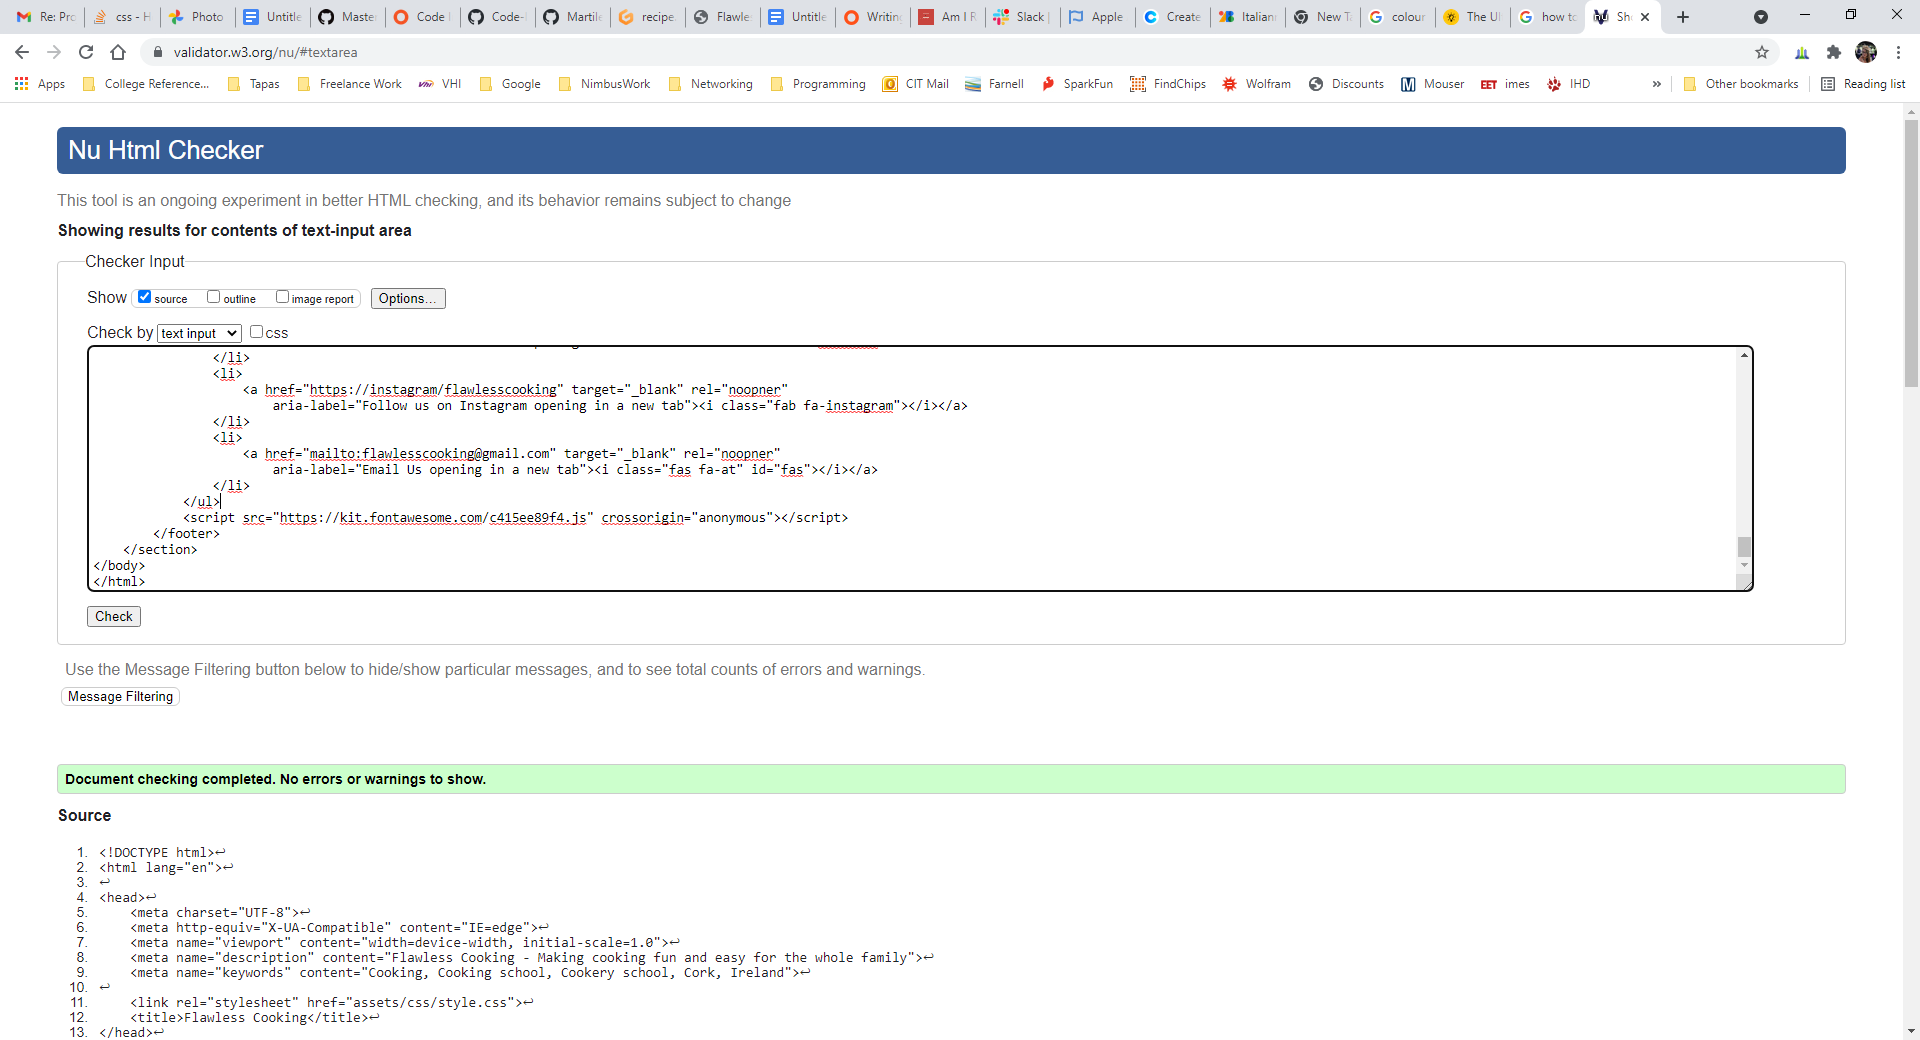 Re: Pro css - H Photo Untitle Master Code I Code- Martile recipe. Flawle Untitle Writing Am I R Slack | Apple Create Italian New T colour The Ul how to Sho
validator.w3.org/nu/#textarea
Apps College Reference... Tapas Freelance Work VHI Google NimbusWork Networking Programming CIT Mail Farnell SparkFun FindChips Wolfram Discounts M Mouser EET imes IHD » Other bookmarks Reading list
Nu Html Checker
This tool is an ongoing experiment in better HTML checking, and its behavior remains subject to change
Showing results for contents of text-input area
Checker Input
Show source outline image report Options...
Check by text input css
</li>
<li>
<a href="https://instagram/flawlesscooking" target="_blank" rel="noopner"
aria-label="Follow us on Instagram opening in a new tab"><i class="fab fa-instagram"></i></a>
</li>
<li>
<a href="mailto:flawlesscooking@gmail.com" target="_blank" rel="noopner"
aria-label="Email Us opening in a new tab"><i class="fas fa-at" id="fas"></i></a>
</li>
</ul>
<script src="https://kit.fontawesome.com/c415ee89f4.js" crossorigin="anonymous"></script>
</footer>
</section>
</body>
</html>
Check
Use the Message Filtering button below to hide/show particular messages, and to see total counts of errors and warnings.
Message Filtering
Document checking completed. No errors or warnings to show.
Source
1. <!DOCTYPE html>↩
2. <html lang="en">↩
3. ↩
4. <head>↩
5. <meta charset="UTF-8">↩
6. <meta http-equiv="X-UA-Compatible" content="IE=edge">↩
7. <meta name="viewport" content="width=device-width, initial-scale=1.0">↩
8. <meta name="description" content="Flawless Cooking - Making cooking fun and easy for the whole family">↩
9. <meta name="keywords" content="Cooking, Cooking school, Cookery school, Cork, Ireland">↩
10. ↩
11. <link rel="stylesheet" href="assets/css/style.css">↩
12. <title>Flawless Cooking</title>↩
13. </head>↩